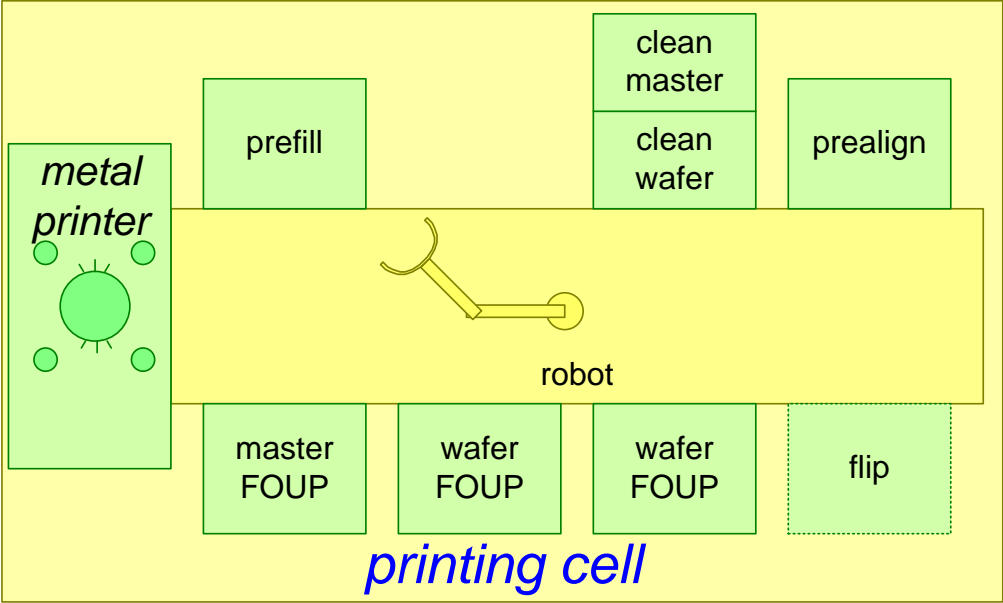 clean
master
prefill
clean
wafer
prealign
metal
printer
robot
master
FOUP
wafer
FOUP
wafer
FOUP
flip
printing cell